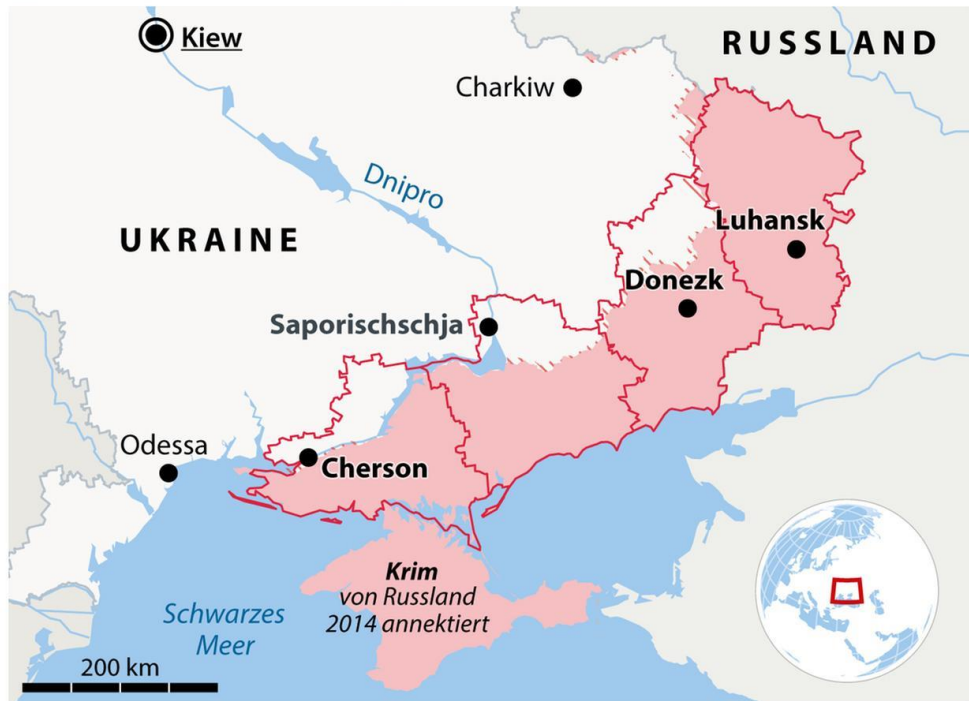 Kiew
RUSSLAND
Charkiw
Dnipro
Luhansk
UKRAINE
Donezk
Saporischschja
Odessa
Cherson
Krim
von Russland
2014 annektiert
Schwarzes
Meer
200 km